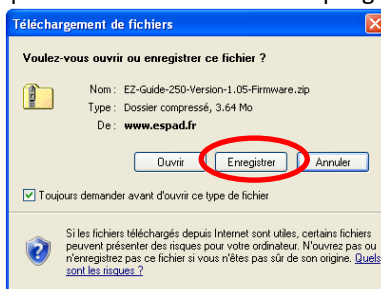 Téléchargement de fichiers
Voulez-vous ouvrir ou enregistrer ce fichier ?
Nom : EZ-Guide-250-Version-1.05-Firmware.zip
Type : Dossier compressé, 3.64 Mo
De : www.espad.fr
Ouvrir Enregistrer Annuler
Toujours demander avant d'ouvrir ce type de fichier
Si les fichiers téléchargés depuis Internet sont utiles, certains fichiers
peuvent présenter des risques pour votre ordinateur. N'ouvrez pas ou
n'enregistrez pas ce fichier si vous n'êtes pas sûr de son origine. Quels
sont les risques ?